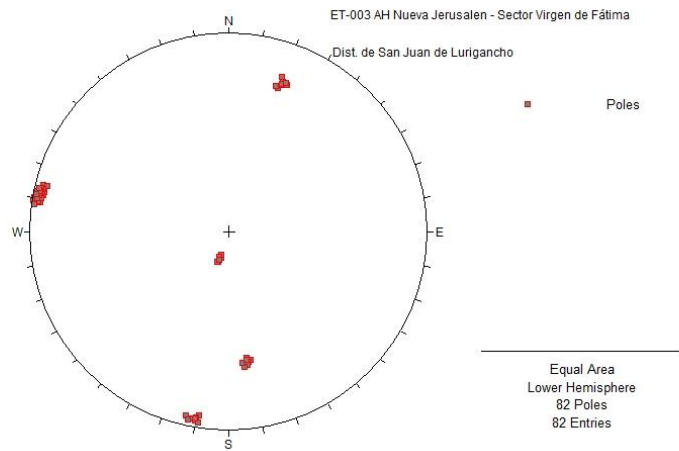 ET-003 AH Nueva Jerusalen - Sector Virgen de Fátima
Dist. de San Juan de Lurigancho
N
Poles
W
E
S
Equal Area
Lower Hemisphere
82 Poles
82 Entries